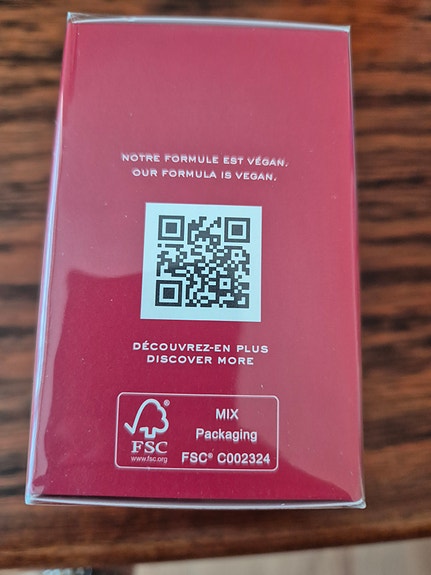 NOTRE FORMULE EST VÉGAN.
OUR FORMULA IS VEGAN.
DÉCOUVREZ-EN PLUS
DISCOVER MORE
®
FSC
www.fsc.org
MIX
Packaging
FSC® C002324